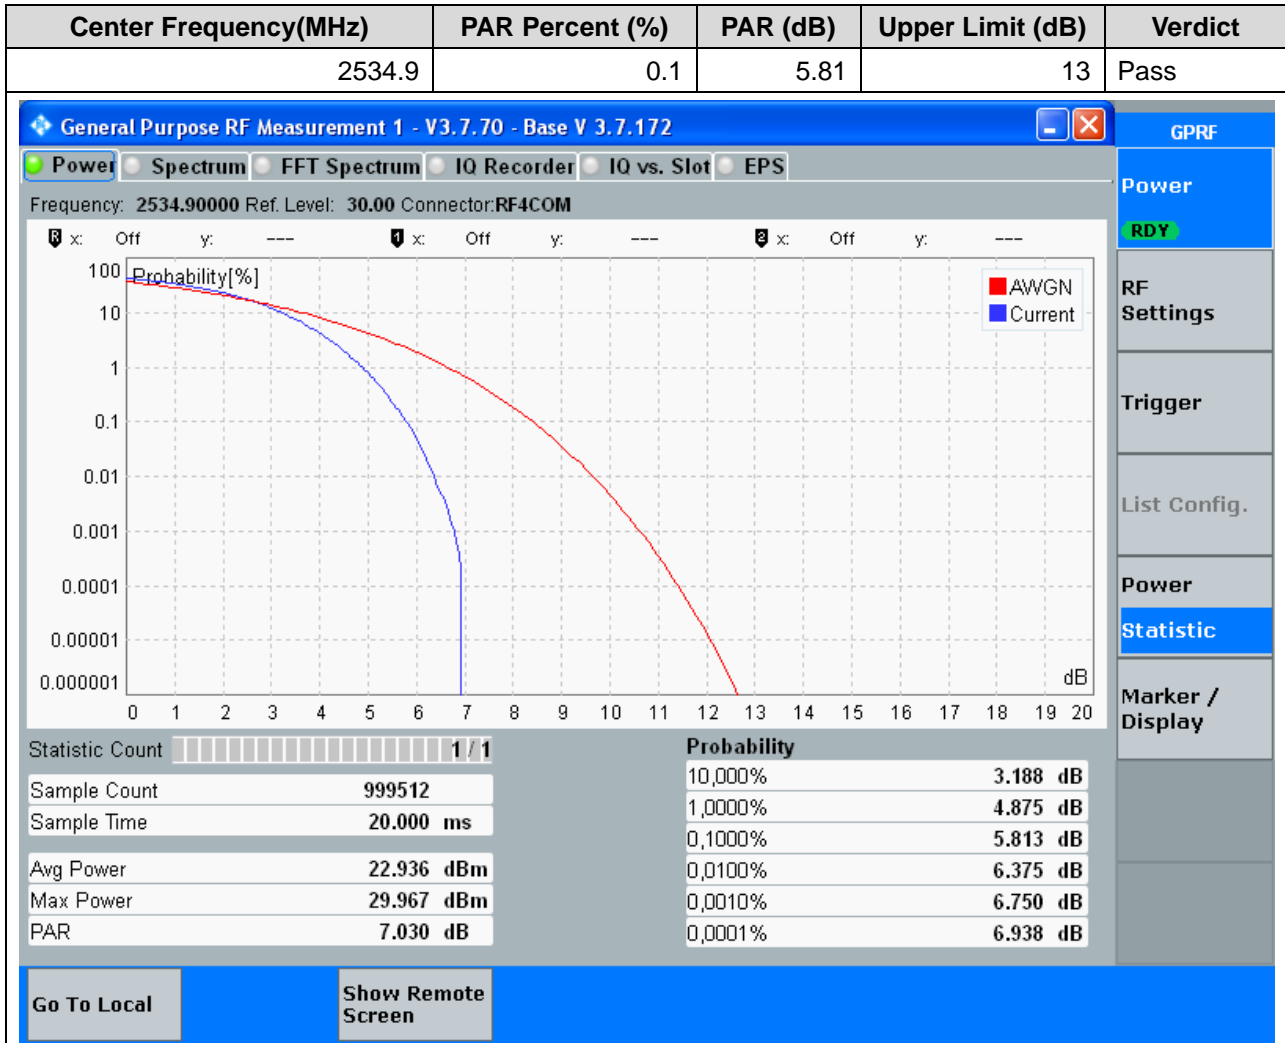 Center Frequency(MHz) PAR Percent (%) PAR (dB) Upper Limit (dB) Verdict
2534.9 0.1 5.81 13 Pass
General Purpose RF Measurement 1 - V3.7.70 - Base V 3.7.172
GPRF
Power Spectrum FFT Spectrum IQ Recorder IQ vs. Slot EPS
Frequency: 2534.90000 Ref. Level: 30.00 Connector:RF4COM
R x: Off y: --- 1 x: Off y: --- 2 x: Off y: ---
Probability[%]
AWGN
Current
100
10
1
0.1
0.01
0.001
0.0001
0.00001
0.000001
dB
0 1 2 3 4 5 6 7 8 9 10 11 12 13 14 15 16 17 18 19 20
Statistic Count 1 / 1
Sample Count 999512
Sample Time 20.000 ms
Avg Power 22.936 dBm
Max Power 29.967 dBm
PAR 7.030 dB
Probability
10,000% 3.188 dB
1,0000% 4.875 dB
0,1000% 5.813 dB
0,0100% 6.375 dB
0,0010% 6.750 dB
0,0001% 6.938 dB
Power
RDY
RF
Settings
Trigger
List Config.
Power
Statistic
Marker /
Display
Go To Local
Show Remote
Screen